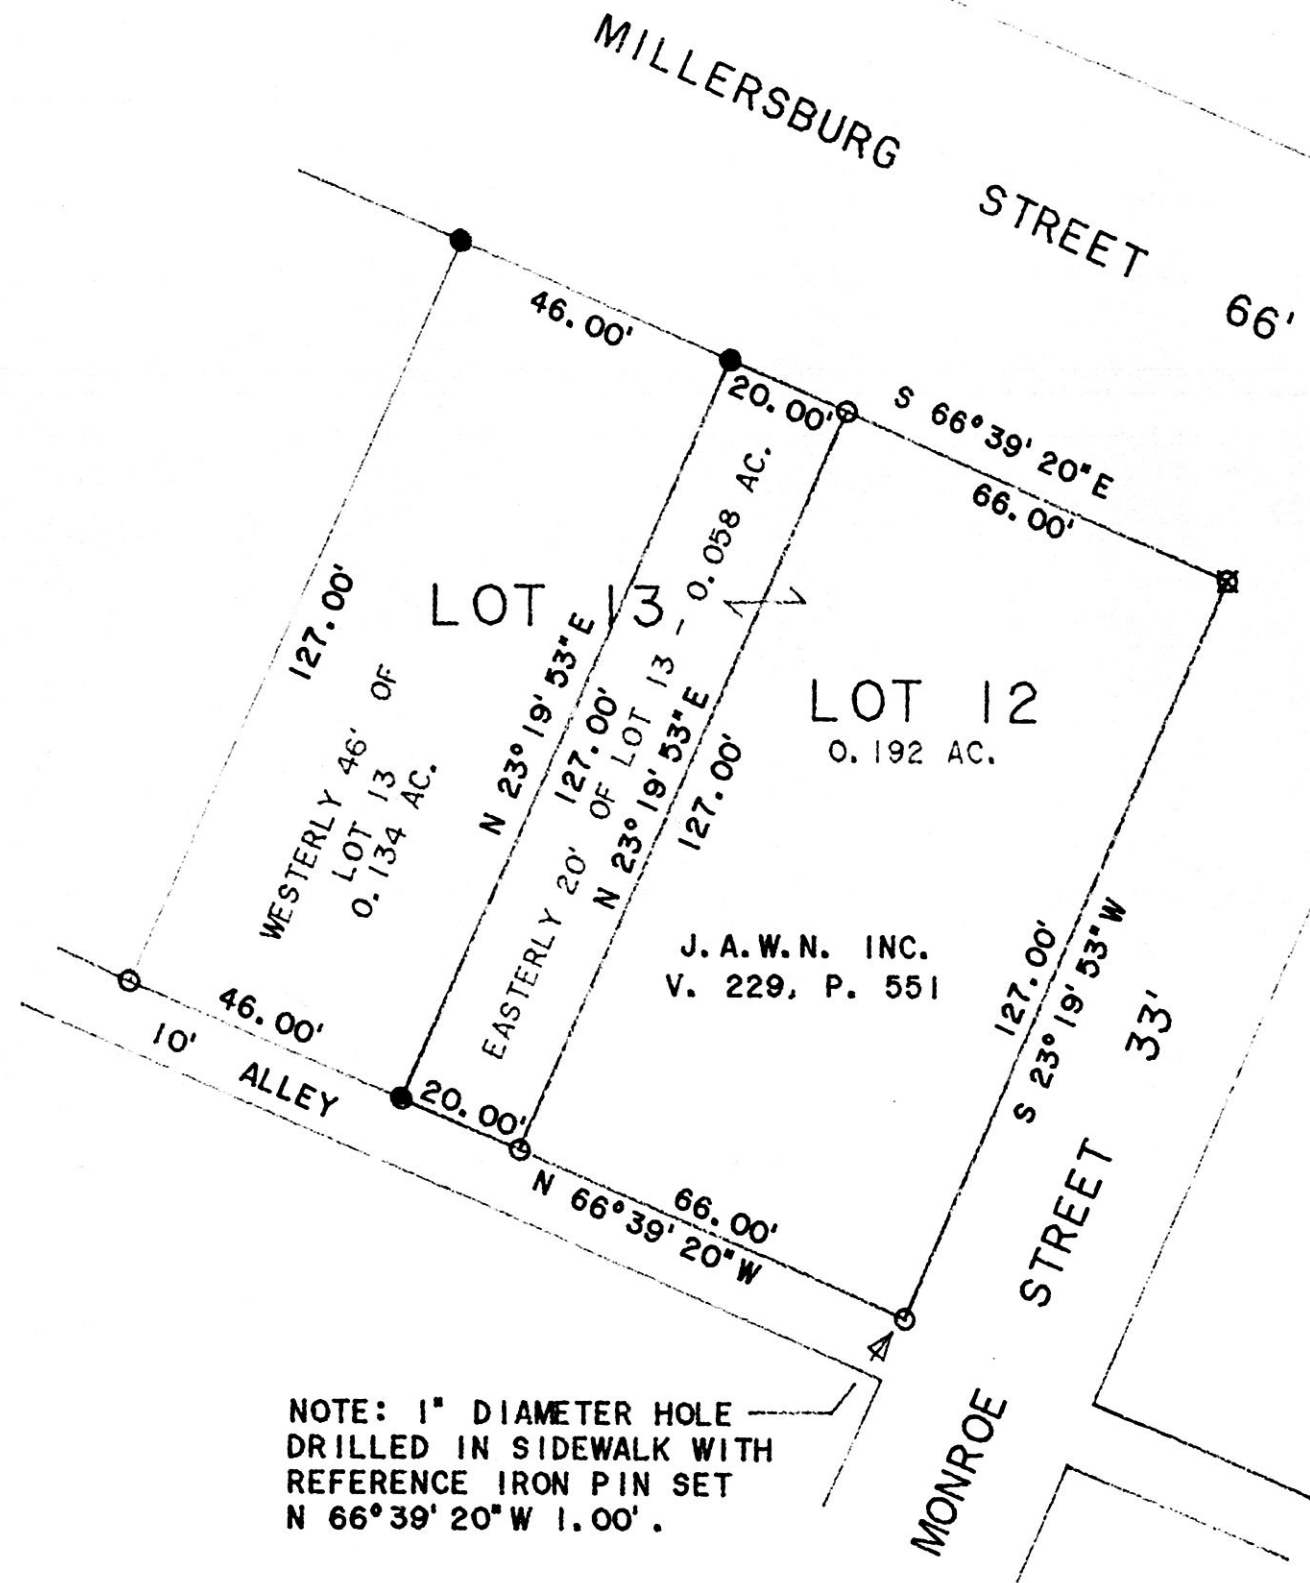 MILLERSBURG STREET 66'
46.00'
20.00'
S 66°39'20"E
66.00'
127.00'
LOT 13
N 23°19'53"E
127.00'
EASTERLY 20' OF LOT 13 - 0.058 AC.
N 23°19'53"E
127.00'
LOT 12
0.192 AC.
WESTERLY 46' OF
LOT 13
0.134 AC.
J.A.W.N. INC.
V. 229, P. 551
127.00'
S 23°19'53"W
33'
46.00'
10' ALLEY
20.00'
66.00'
N 66°39'20"W
MONROE STREET
NOTE: 1" DIAMETER HOLE
DRILLED IN SIDEWALK WITH
REFERENCE IRON PIN SET
N 66°39'20"W 1.00'.